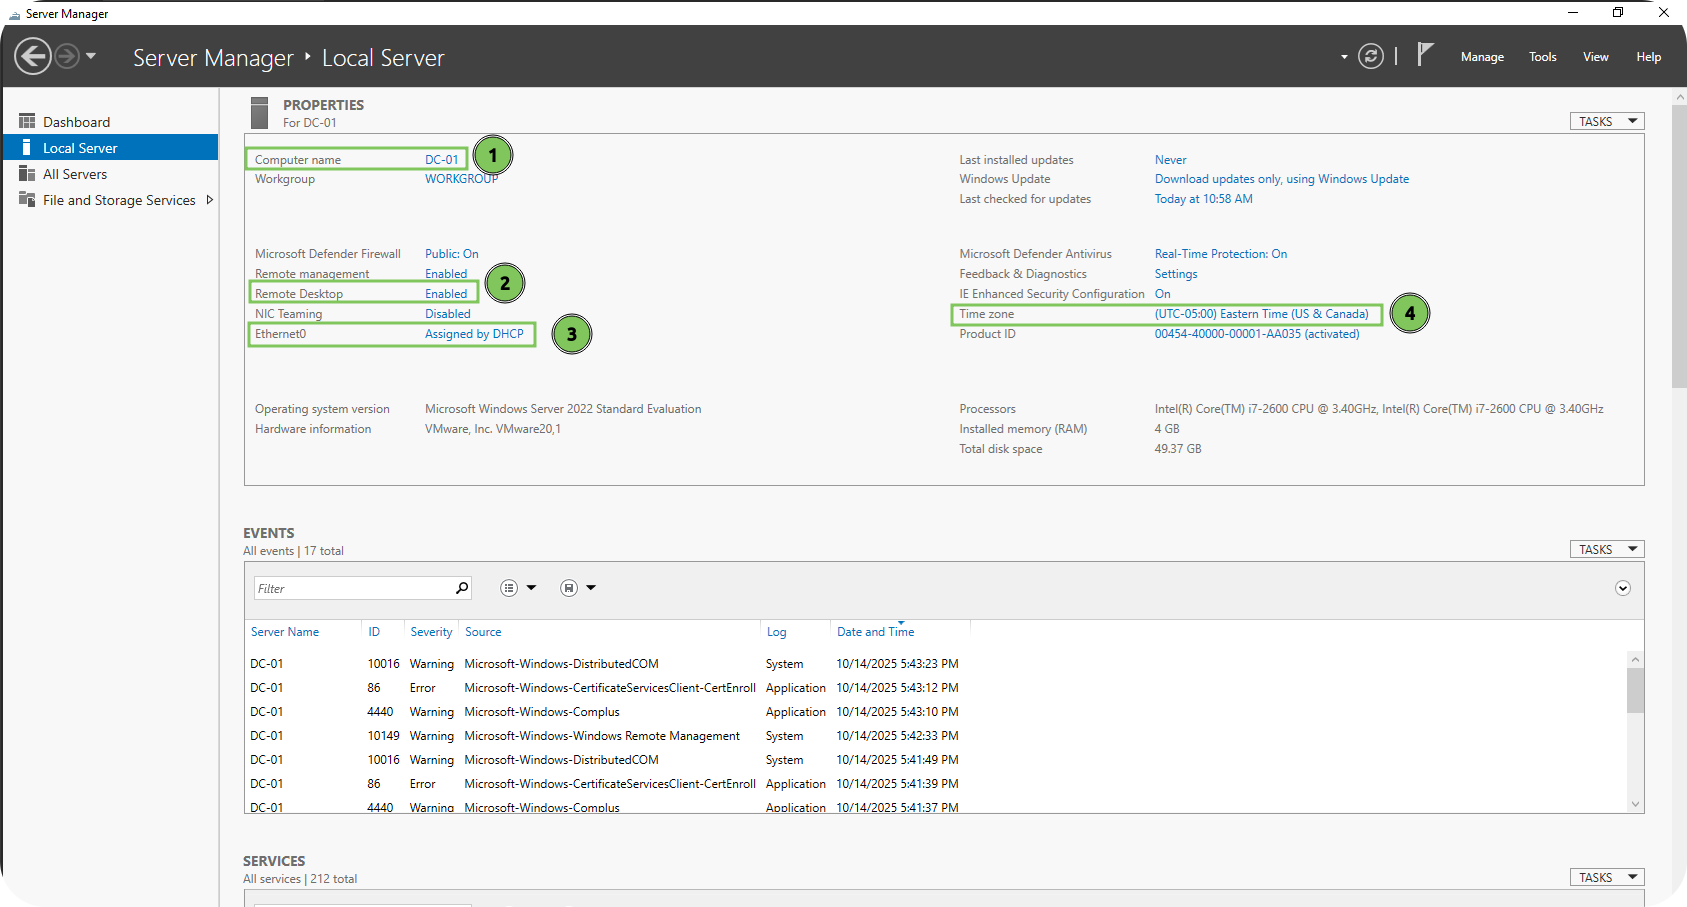 Server Manager
Server Manager ‣ Local Server
Manage Tools View Help
Dashboard
Local Server
All Servers
File and Storage Services
PROPERTIES
For DC-01
TASKS
Computer name DC-01 1
Workgroup WORKGROUP
Last installed updates Never
Windows Update Download updates only, using Windows Update
Last checked for updates Today at 10:58 AM
Microsoft Defender Firewall Public: On
Remote management Enabled
Remote Desktop Enabled 2
NIC Teaming Disabled
Ethernet0 Assigned by DHCP 3
Microsoft Defender Antivirus Real-Time Protection: On
Feedback & Diagnostics Settings
IE Enhanced Security Configuration On
Time zone (UTC-05:00) Eastern Time (US & Canada) 4
Product ID 00454-40000-00001-AA035 (activated)
Operating system version Microsoft Windows Server 2022 Standard Evaluation
Hardware information VMware, Inc. VMware20,1
Processors Intel(R) Core(TM) i7-2600 CPU @ 3.40GHz, Intel(R) Core(TM) i7-2600 CPU @ 3.40GHz
Installed memory (RAM) 4 GB
Total disk space 49.37 GB
EVENTS
All events | 17 total
TASKS
Filter
Server Name ID Severity Source Log Date and Time
DC-01 10016 Warning Microsoft-Windows-DistributedCOM System 10/14/2025 5:43:23 PM
DC-01 86 Error Microsoft-Windows-CertificateServicesClient-CertEnroll Application 10/14/2025 5:43:12 PM
DC-01 4440 Warning Microsoft-Windows-Complus Application 10/14/2025 5:43:10 PM
DC-01 10149 Warning Microsoft-Windows-Windows Remote Management System 10/14/2025 5:42:33 PM
DC-01 10016 Warning Microsoft-Windows-DistributedCOM System 10/14/2025 5:41:49 PM
DC-01 86 Error Microsoft-Windows-CertificateServicesClient-CertEnroll Application 10/14/2025 5:41:39 PM
DC-01 4440 Warning Microsoft-Windows-Complus Application 10/14/2025 5:41:37 PM
SERVICES
All services | 212 total
TASKS